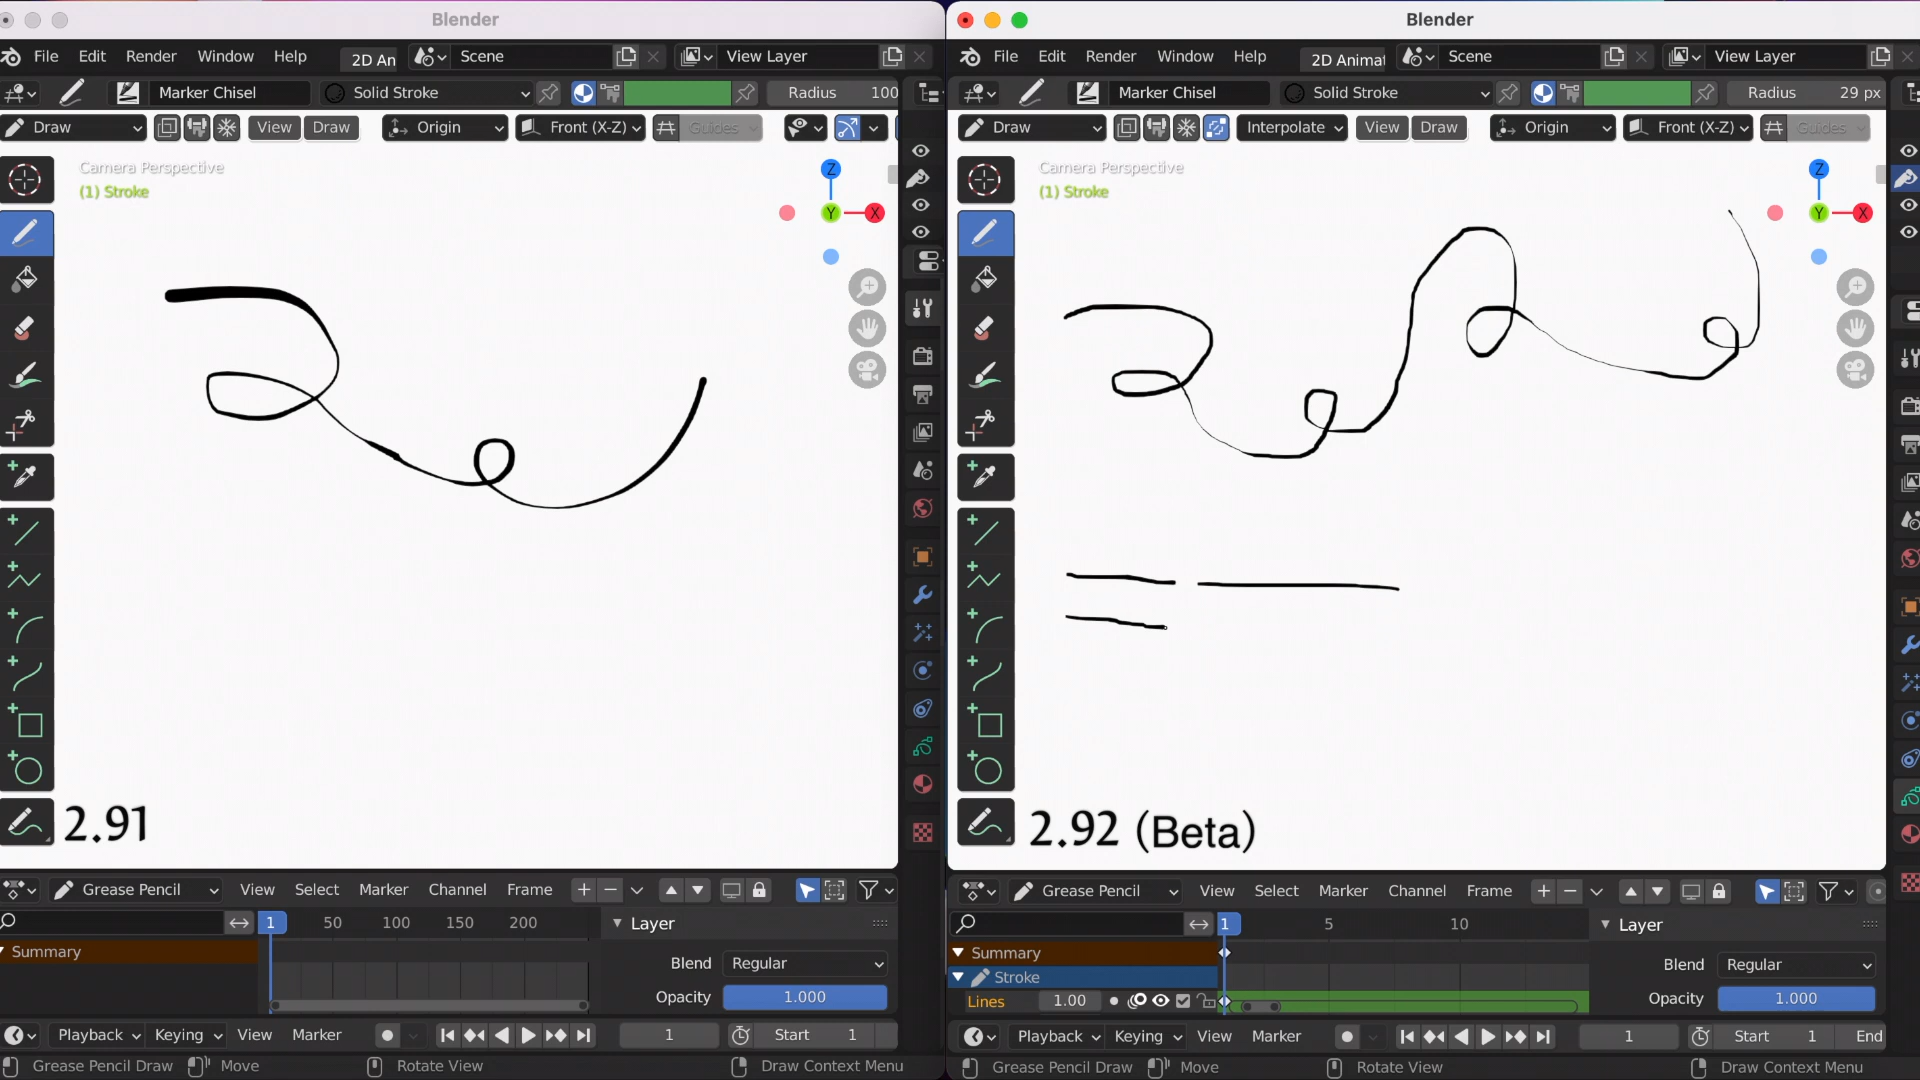 Blender
File Edit Render Window Help 2D An Scene View Layer
Marker Chisel Solid Stroke Radius 100
Draw View Draw Origin Front (X-Z) Guides
Camera Perspective
(1) Stroke
Z
Y X
2.91
Grease Pencil View Select Marker Channel Frame
1 50 100 150 200 Layer
Summary
Blend Regular
Opacity 1.000
Playback Keying View Marker 1 Start 1
Grease Pencil Draw Move Rotate View Draw Context Menu
Blender
File Edit Render Window Help 2D Animat Scene View Layer
Marker Chisel Solid Stroke Radius 29 px
Draw Interpolate View Draw Origin Front (X-Z) Guides
Camera Perspective
(1) Stroke
Z
Y X
2.92 (Beta)
Grease Pencil View Select Marker Channel Frame
1 5 10 Layer
Summary
Stroke
Blend Regular
Lines 1.00
Opacity 1.000
Playback Keying View Marker 1 Start 1 End
Grease Pencil Draw Move Rotate View Draw Context Menu